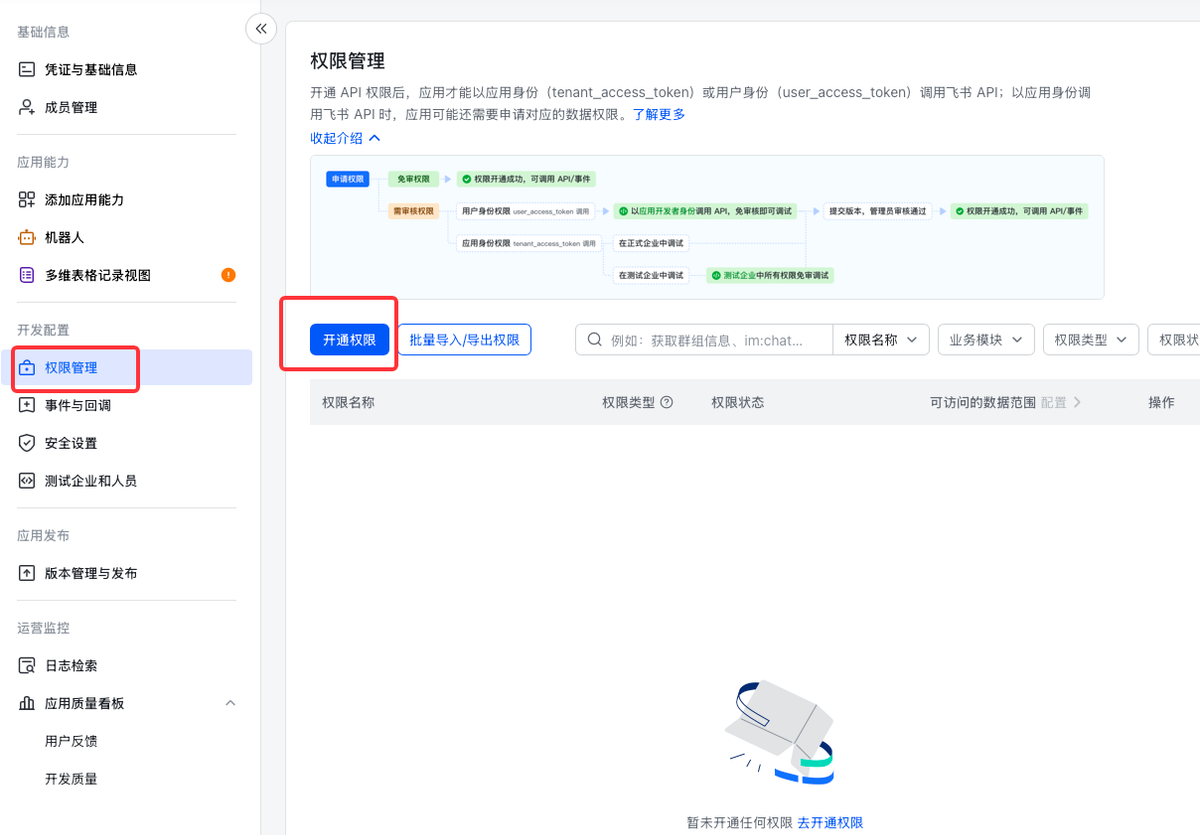 基础信息
凭证与基础信息
成员管理
应用能力
添加应用能力
机器人
多维表格记录视图
开发配置
权限管理
事件与回调
安全设置
测试企业和人员
应用发布
版本管理与发布
运营监控
日志检索
应用质量看板
用户反馈
开发质量
权限管理
开通 API 权限后，应用才能以应用身份（tenant_access_token）或用户身份（user_access_token）调用飞书 API；以应用身份调
用飞书 API 时，应用可能还需要申请对应的数据权限。了解更多
收起介绍
申请权限 免审权限 权限开通成功，可调用 API/事件
需审核权限 用户身份权限 user_access_token 调用 以应用开发者身份调用 API，免审核即可调试 提交版本，管理员审核通过 权限开通成功，可调用 API/事件
应用身份权限 tenant_access_token 调用 在正式企业中调试
在测试企业中调试 测试企业中所有权限免审调试
开通权限 批量导入/导出权限 例如：获取群组信息、im:chat... 权限名称 业务模块 权限类型 权限状
权限名称 权限类型 权限状态 可访问的数据范围 配置 操作
暂未开通任何权限 去开通权限